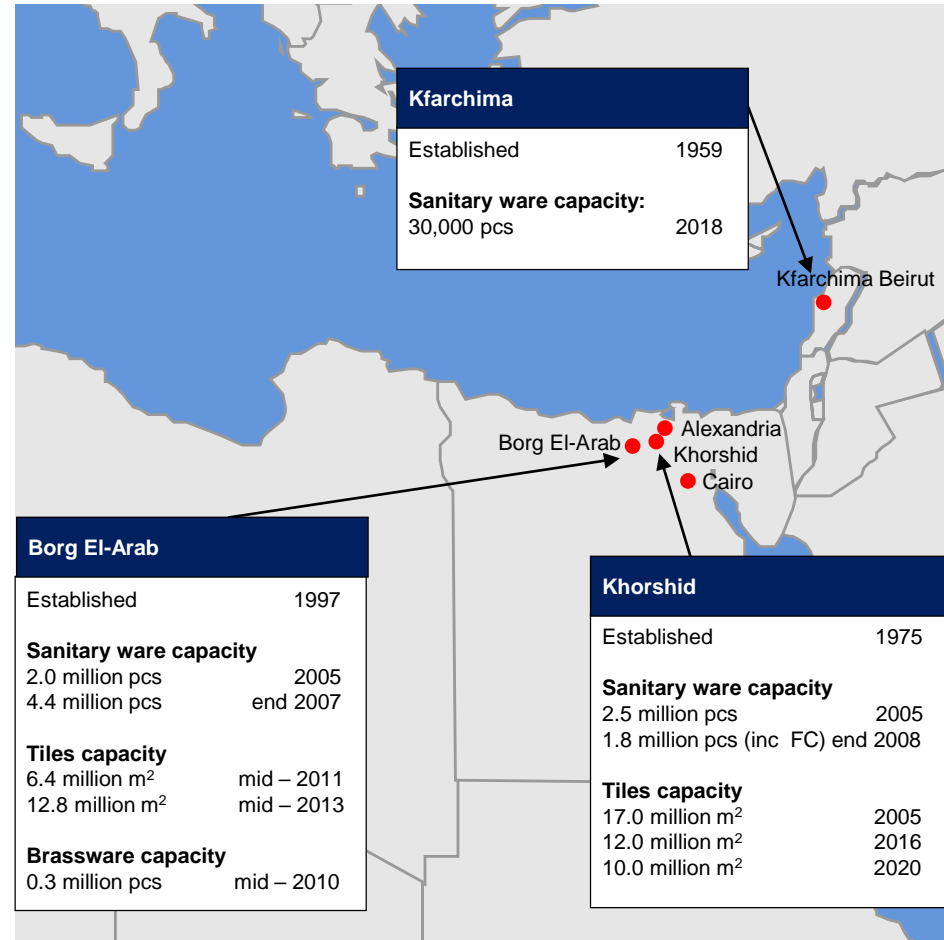 Kfarchima
Established 1959
Sanitary ware capacity:
30,000 pcs 2018
Kfarchima Beirut
Borg El-Arab
Alexandria
Khorshid
Cairo
Borg El-Arab
Established 1997
Sanitary ware capacity
2.0 million pcs 2005
4.4 million pcs end 2007
Tiles capacity
6.4 million m² mid – 2011
12.8 million m² mid – 2013
Brassware capacity
0.3 million pcs mid – 2010
Khorshid
Established 1975
Sanitary ware capacity
2.5 million pcs 2005
1.8 million pcs (inc FC) end 2008
Tiles capacity
17.0 million m² 2005
12.0 million m² 2016
10.0 million m² 2020